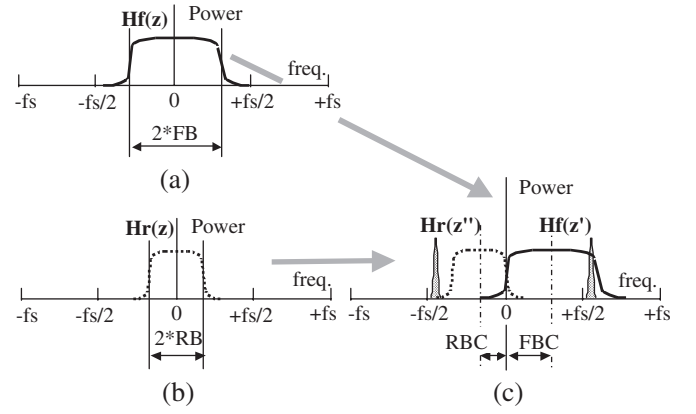 Hf(z) Power
freq.
-fs -fs/2 0 +fs/2 +fs
2*FB
(a)
Hr(z) Power
freq.
-fs -fs/2 0 +fs/2 +fs
2*RB
(b)
Power
Hr(z'') Hf(z')
freq.
-fs -fs/2 0 +fs/2 +fs
RBC FBC
(c)